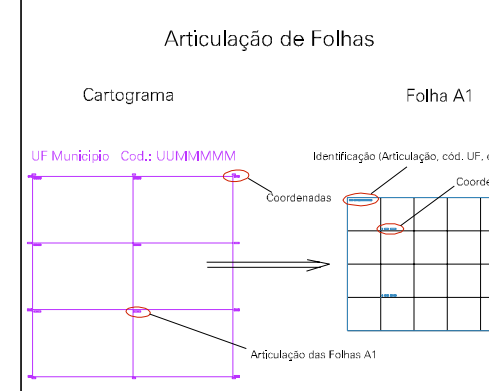 Articulação de Folhas
Cartograma
Folha A1
UF Municipio Cod.: UUMMMMM
Identificação (Articulação, cód. UF,
Coordenadas
Coorde
Articulação das Folhas A1